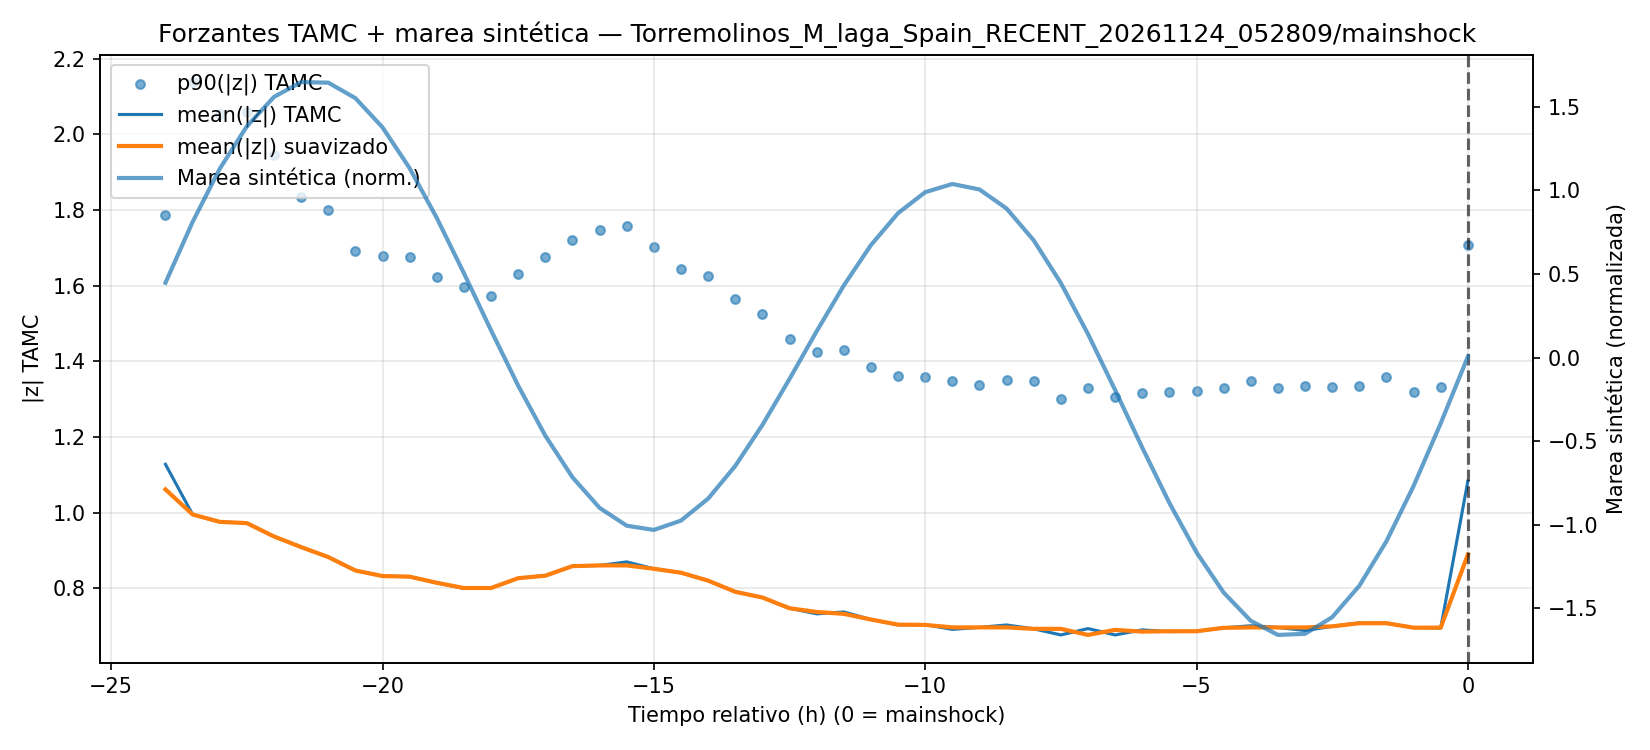 Forzantes TAMC + marea sintética — Torremolinos_M_laga_Spain_RECENT_20261124_052809/mainshock
p90(|z|) TAMC
mean(|z|) TAMC
mean(|z|) suavizado
Marea sintética (norm.)
|z| TAMC
2.2
2.0
1.8
1.6
1.4
1.2
1.0
0.8
1.5
1.0
0.5
0.0
−0.5
−1.0
−1.5
Marea sintética (normalizada)
−25 −20 −15 −10 −5 0
Tiempo relativo (h) (0 = mainshock)